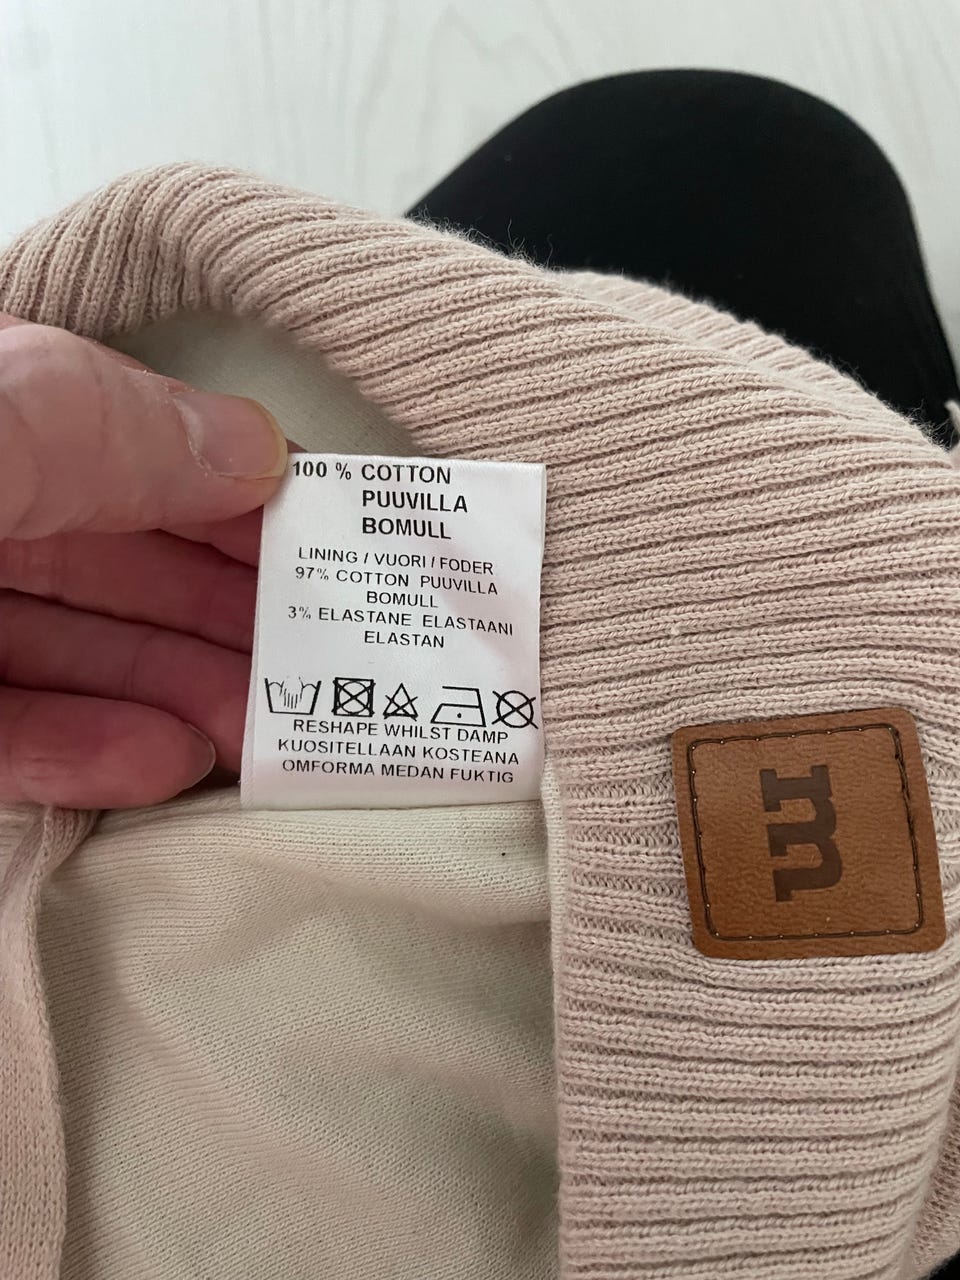 100 % COTTON
PUUVILLA
BOMULL
LINING / VUORI / FODER
97% COTTON PUUVILLA
BOMULL
3% ELASTANE ELASTAANI
ELASTAN
RESHAPE WHILST DAMP
KUOSITELLAAN KOSTEANA
OMFORMA MEDAN FUKTIG
m